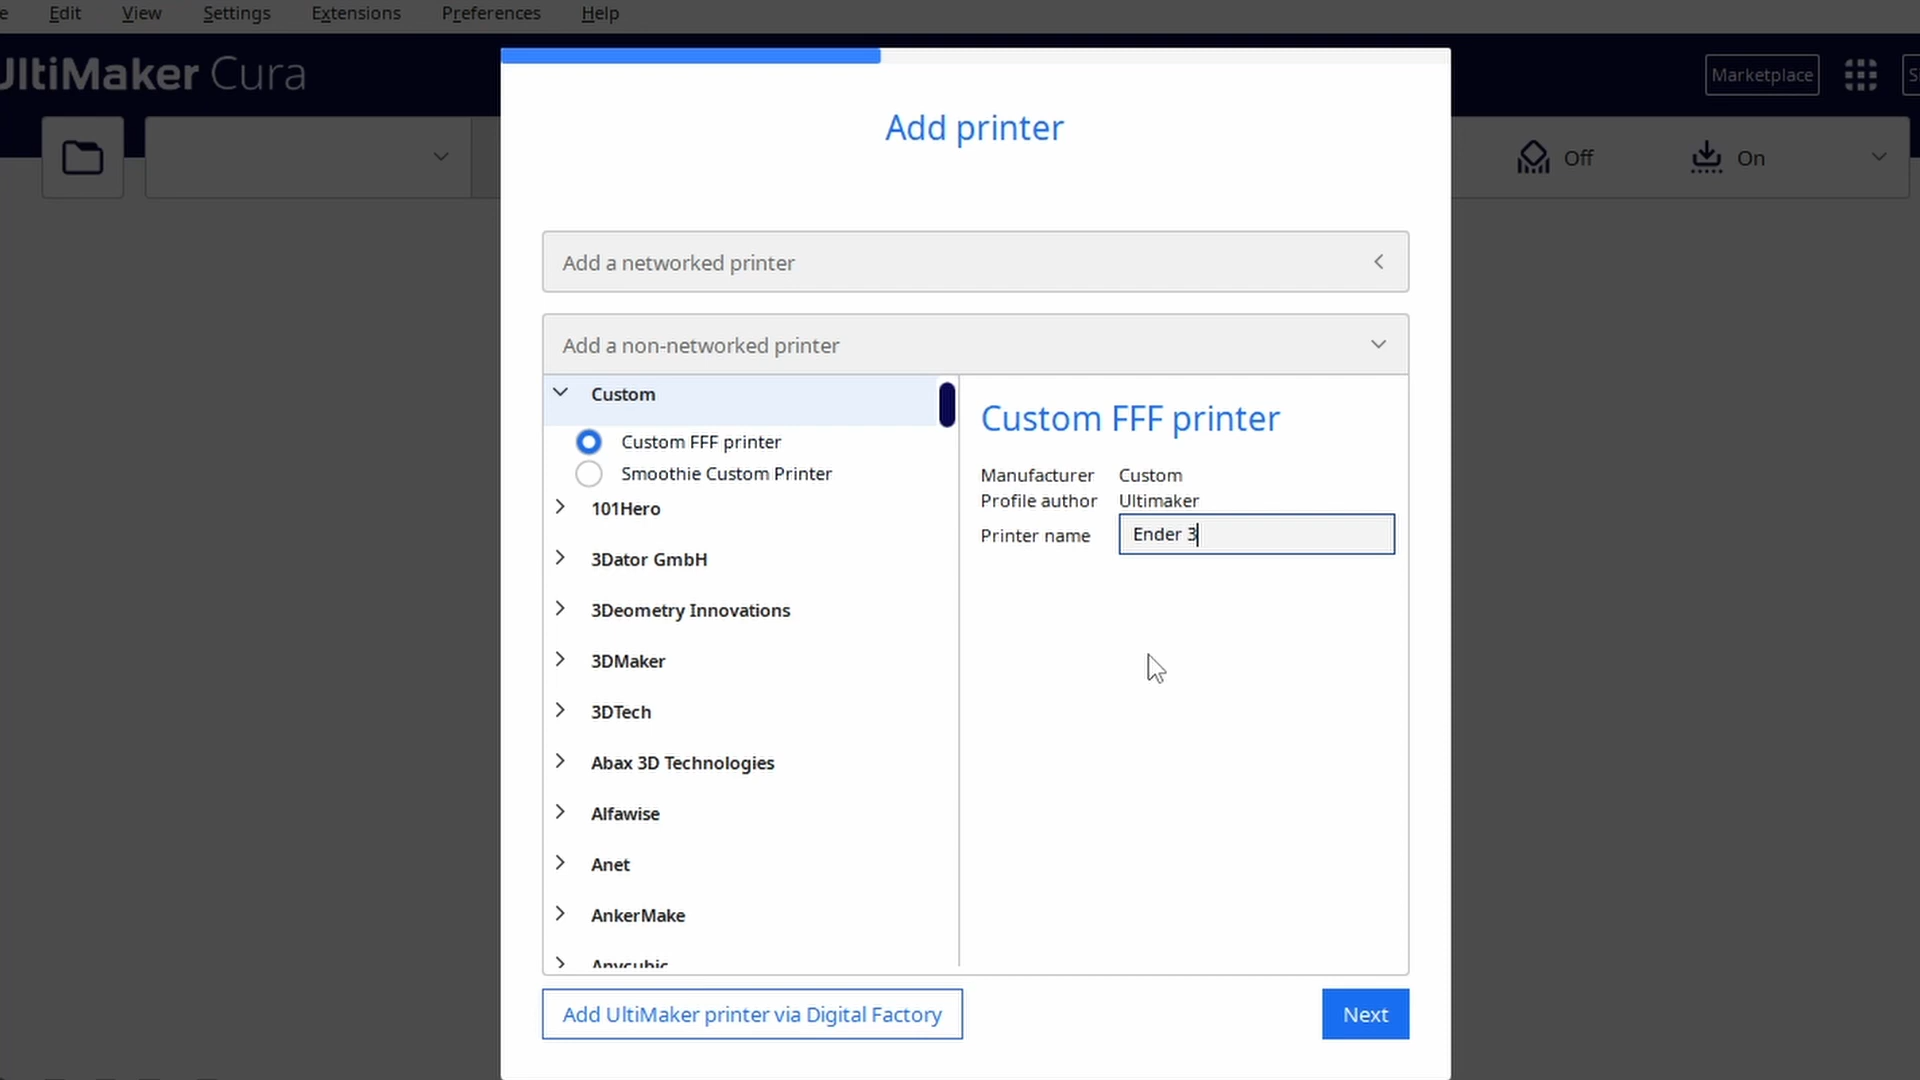 Edit View Settings Extensions Preferences Help
UltiMaker Cura
Marketplace
Off
On
Add printer
Add a networked printer
Add a non-networked printer
Custom
Custom FFF printer
Smoothie Custom Printer
101Hero
3Dator GmbH
3Deometry Innovations
3DMaker
3DTech
Abax 3D Technologies
Alfawise
Anet
AnkerMake
Anycubic
Custom FFF printer
Manufacturer Custom
Profile author Ultimaker
Printer name Ender 3
Add UltiMaker printer via Digital Factory
Next